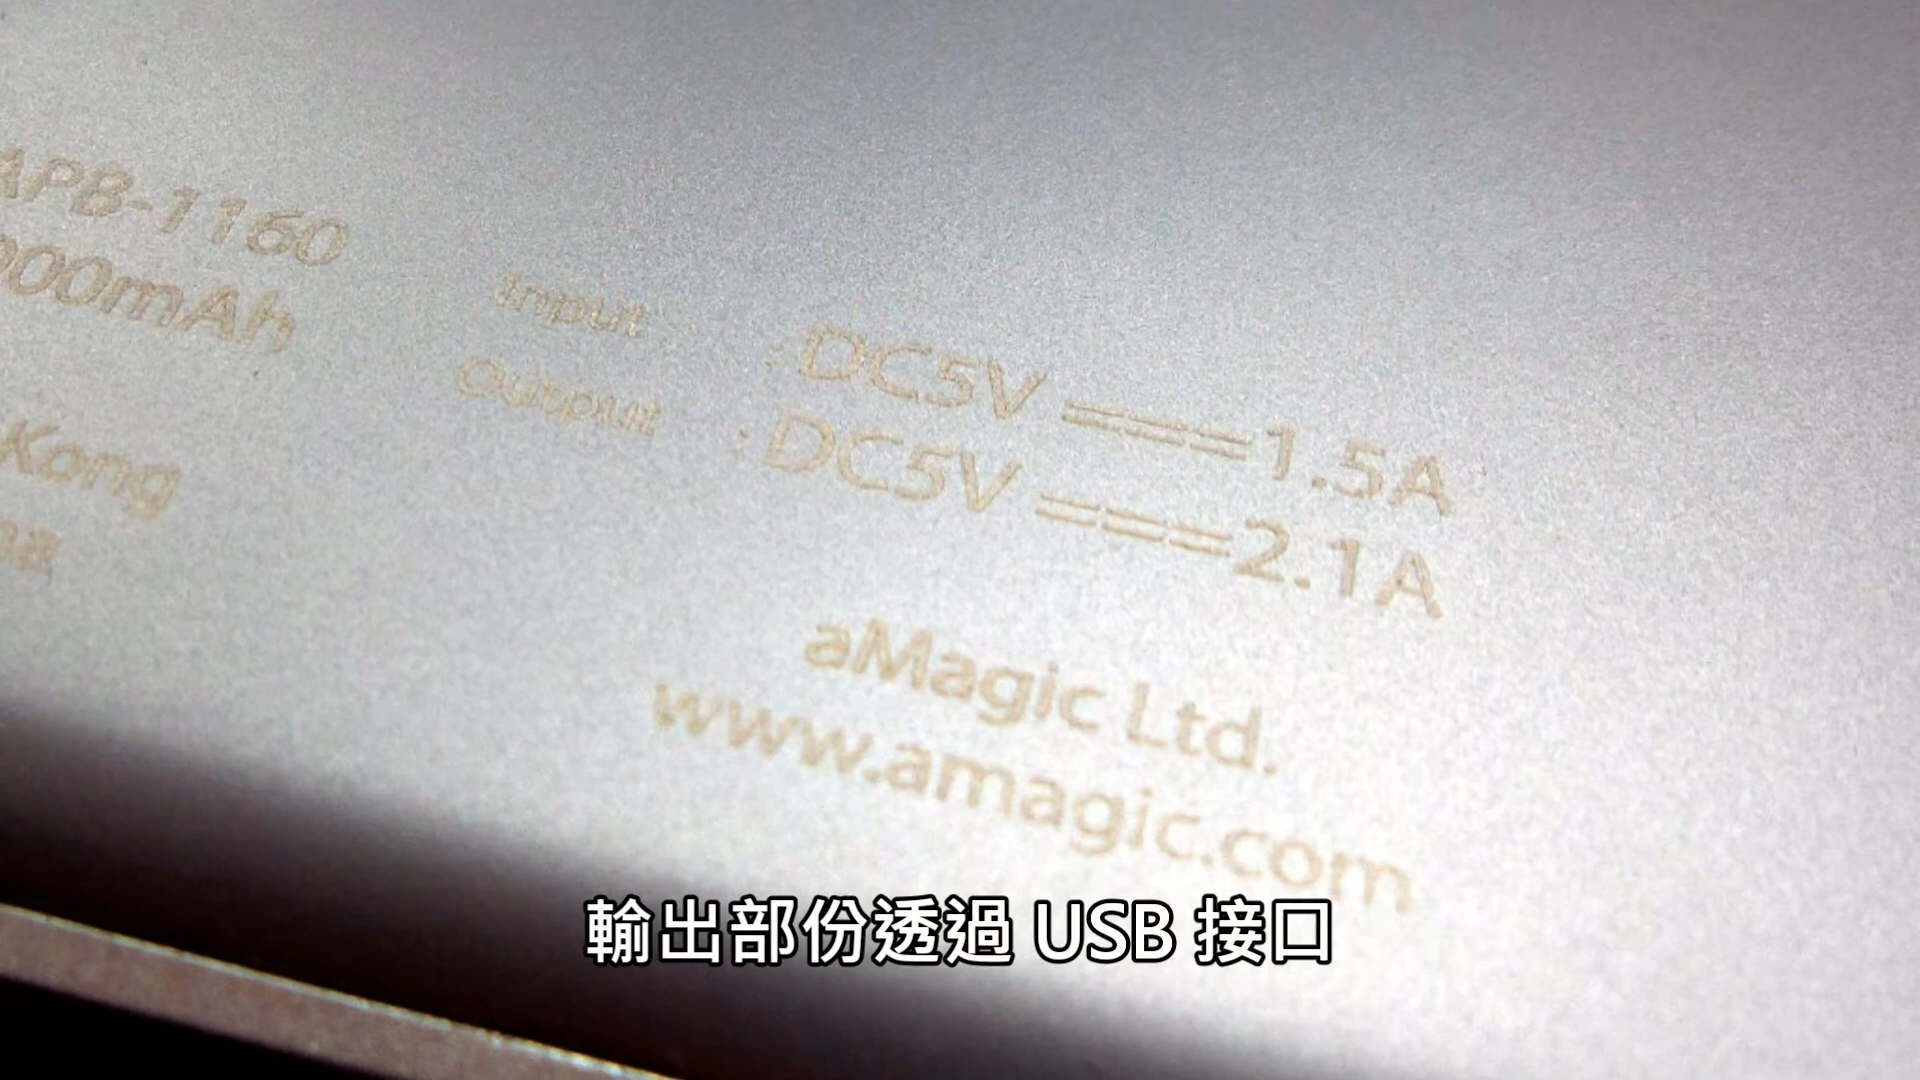 APB-1160
000mAh
Kong
na
Input : DC5V ===1.5A
Output : DC5V ===2.1A
aMagic Ltd.
www.amagic.com
輸出部份透過 USB 接口